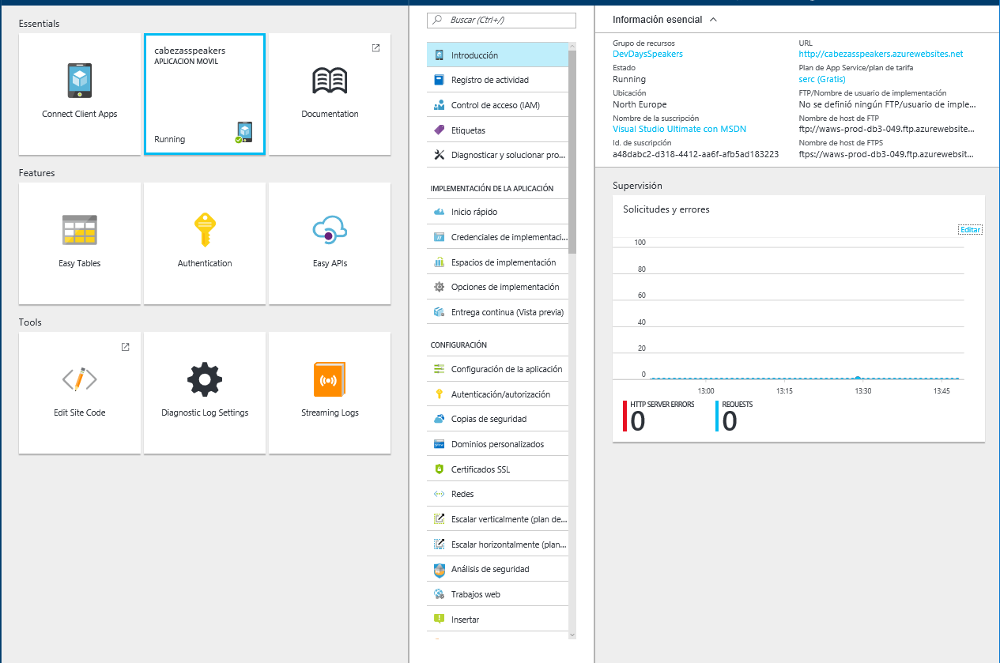 Essentials
Connect Client Apps
cabezasspeakers
APLICACION MOVIL
Running
Documentation
Features
Easy Tables
Authentication
Easy APIs
Tools
Edit Site Code
Diagnostic Log Settings
Streaming Logs
Buscar (Ctrl+/)
Introducción
Registro de actividad
Control de acceso (IAM)
Etiquetas
Diagnosticar y solucionar pro...
IMPLEMENTACIÓN DE LA APLICACIÓN
Inicio rápido
Credenciales de implementaci...
Espacios de implementación
Opciones de implementación
Entrega continua (Vista previa)
CONFIGURACIÓN
Configuración de la aplicación
Autenticación/autorización
Copias de seguridad
Dominios personalizados
Certificados SSL
Redes
Escalar verticalmente (plan de...
Escalar horizontalmente (plan...
Análisis de seguridad
Trabajos web
Insertar
Información esencial
Grupo de recursos
DevDaysSpeakers
Estado
Running
Ubicación
North Europe
Nombre de la suscripción
Visual Studio Ultimate con MSDN
Id. de suscripción
a48dabc2-d318-4412-aa6f-afb5ad183223
URL
http://cabezasspeakers.azurewebsites.net
Plan de App Service/plan de tarifa
serc (Gratis)
FTP/Nombre de usuario de implementación
No se definió ningún FTP/usuario de imple...
Nombre de host de FTP
ftp://waws-prod-db3-049.ftp.azurewebsite...
Nombre de host de FTPS
ftps://waws-prod-db3-049.ftp.azurewebsit...
Supervisión
Solicitudes y errores
Editar
100
80
60
40
20
0
13:00 13:15 13:30 13:45
HTTP SERVER ERRORS
0
REQUESTS
0